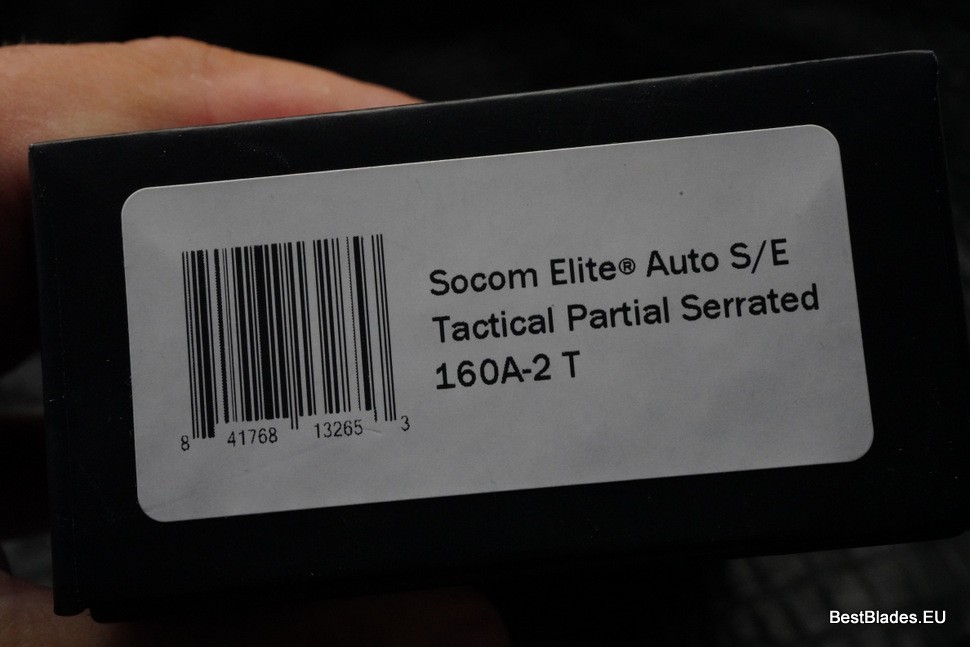 Socom Elite® Auto S/E
Tactical Partial Serrated
160A-2 T
8 41768 13265 3
BestBlades.EU